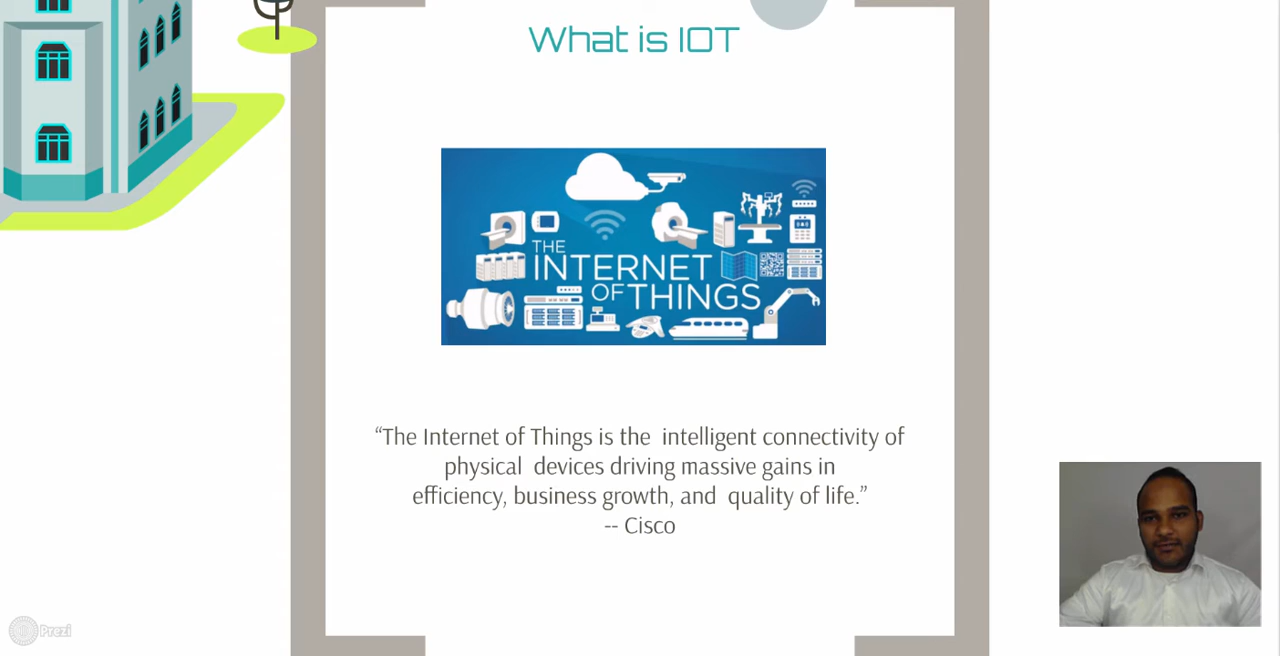 What is IOT
THE
INTERNET
OF THINGS
“The Internet of Things is the  intelligent connectivity of
physical  devices driving massive gains in
efficiency, business growth, and  quality of life.”
-- Cisco
Prezi